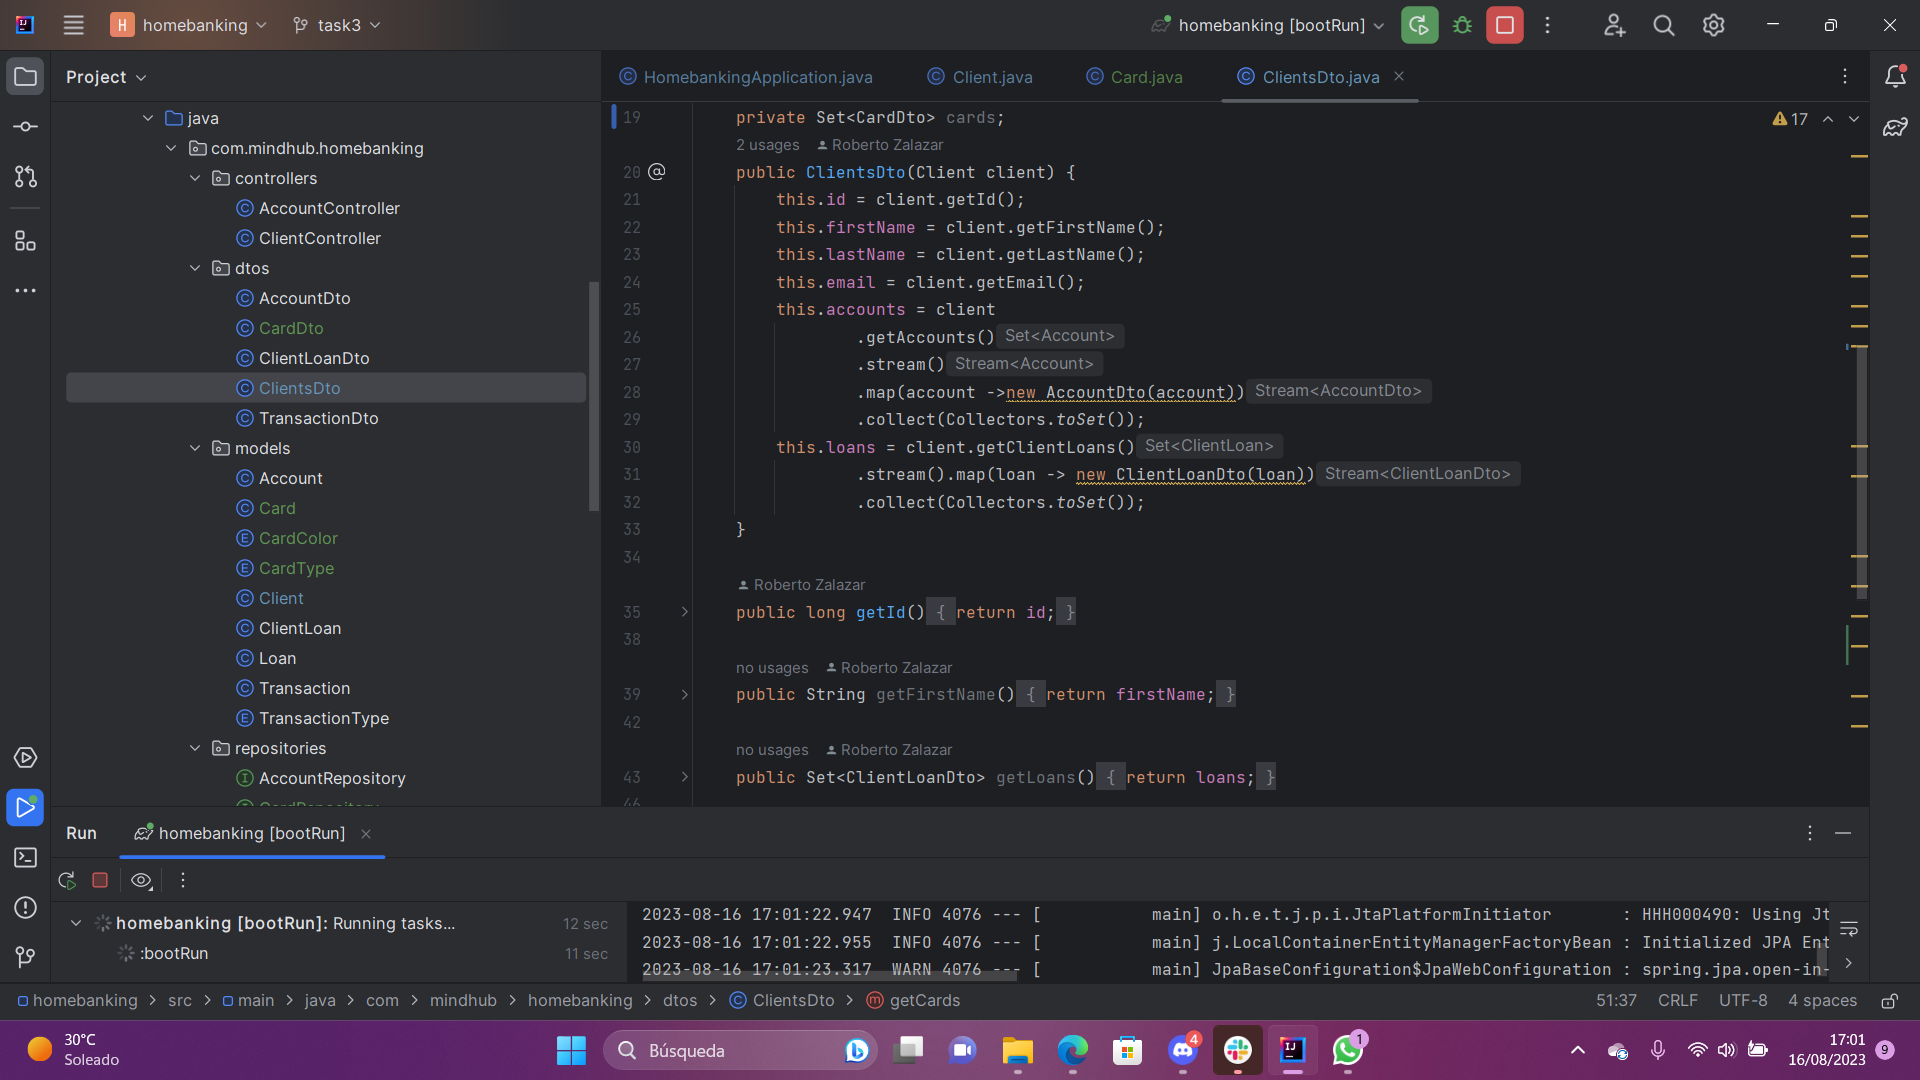 H homebanking task3 homebanking [bootRun]
Project
HomebankingApplication.java Client.java Card.java ClientsDto.java
java
com.mindhub.homebanking
controllers
AccountController
ClientController
dtos
AccountDto
CardDto
ClientLoanDto
ClientsDto
TransactionDto
models
Account
Card
CardColor
CardType
Client
ClientLoan
Loan
Transaction
TransactionType
repositories
AccountRepository
CardRepository
17
19 private Set<CardDto> cards;
2 usages Roberto Zalazar
20 @ public ClientsDto(Client client) {
21 this.id = client.getId();
22 this.firstName = client.getFirstName();
23 this.lastName = client.getLastName();
24 this.email = client.getEmail();
25 this.accounts = client
26 .getAccounts() Set<Account>
27 .stream() Stream<Account>
28 .map(account ->new AccountDto(account)) Stream<AccountDto>
29 .collect(Collectors.toSet());
30 this.loans = client.getClientLoans() Set<ClientLoan>
31 .stream().map(loan -> new ClientLoanDto(loan)) Stream<ClientLoanDto>
32 .collect(Collectors.toSet());
33 }
34
Roberto Zalazar
35 public long getId() { return id; }
38
no usages Roberto Zalazar
39 public String getFirstName() { return firstName; }
42
no usages Roberto Zalazar
43 public Set<ClientLoanDto> getLoans() { return loans; }
46
Run homebanking [bootRun]
homebanking [bootRun]: Running tasks... 12 sec
:bootRun 11 sec
2023-08-16 17:01:22.947 INFO 4076 --- [ main] o.h.e.t.j.p.i.JtaPlatformInitiator : HHH000490: Using Jt
2023-08-16 17:01:22.955 INFO 4076 --- [ main] j.LocalContainerEntityManagerFactoryBean : Initialized JPA Ent
2023-08-16 17:01:23.317 WARN 4076 --- [ main] JpaBaseConfiguration$JpaWebConfiguration : spring.jpa.open-in-
homebanking > src > main > java > com > mindhub > homebanking > dtos > ClientsDto > getCards 51:37 CRLF UTF-8 4 spaces
30°C
Soleado
Búsqueda
4
1
17:01
16/08/2023
9